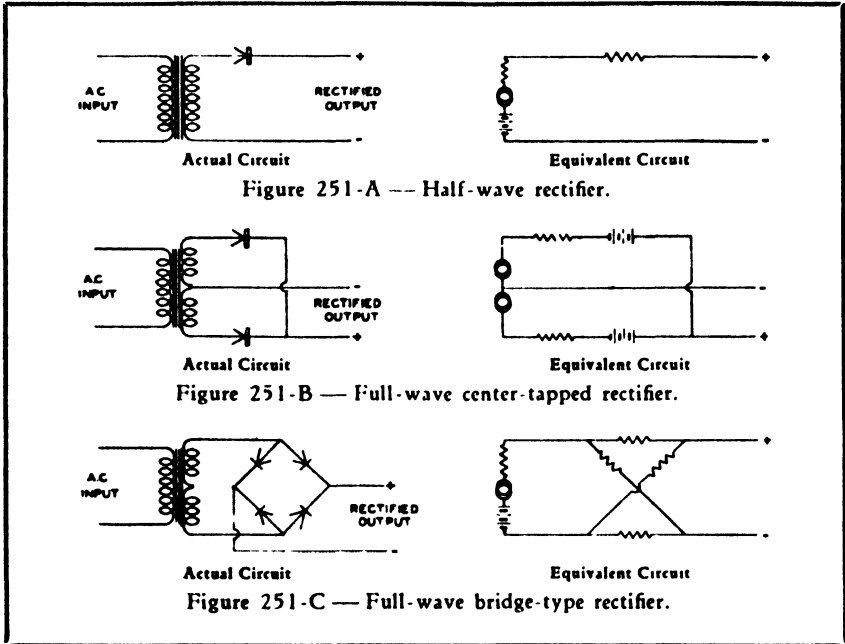 AC
INPUT
+
RECTIFIED
OUTPUT
-
+
-
Actual Circuit
Equivalent Circuit
Figure 251-A — Half-wave rectifier.
A.C
INPUT
-
RECTIFIED
OUTPUT
+
-
+
Actual Circuit
Equivalent Circuit
Figure 251-B — Full-wave center-tapped rectifier.
A.C
INPUT
+
RECTIFIED
OUTPUT
-
+
-
Actual Circuit
Equivalent Circuit
Figure 251-C — Full-wave bridge-type rectifier.